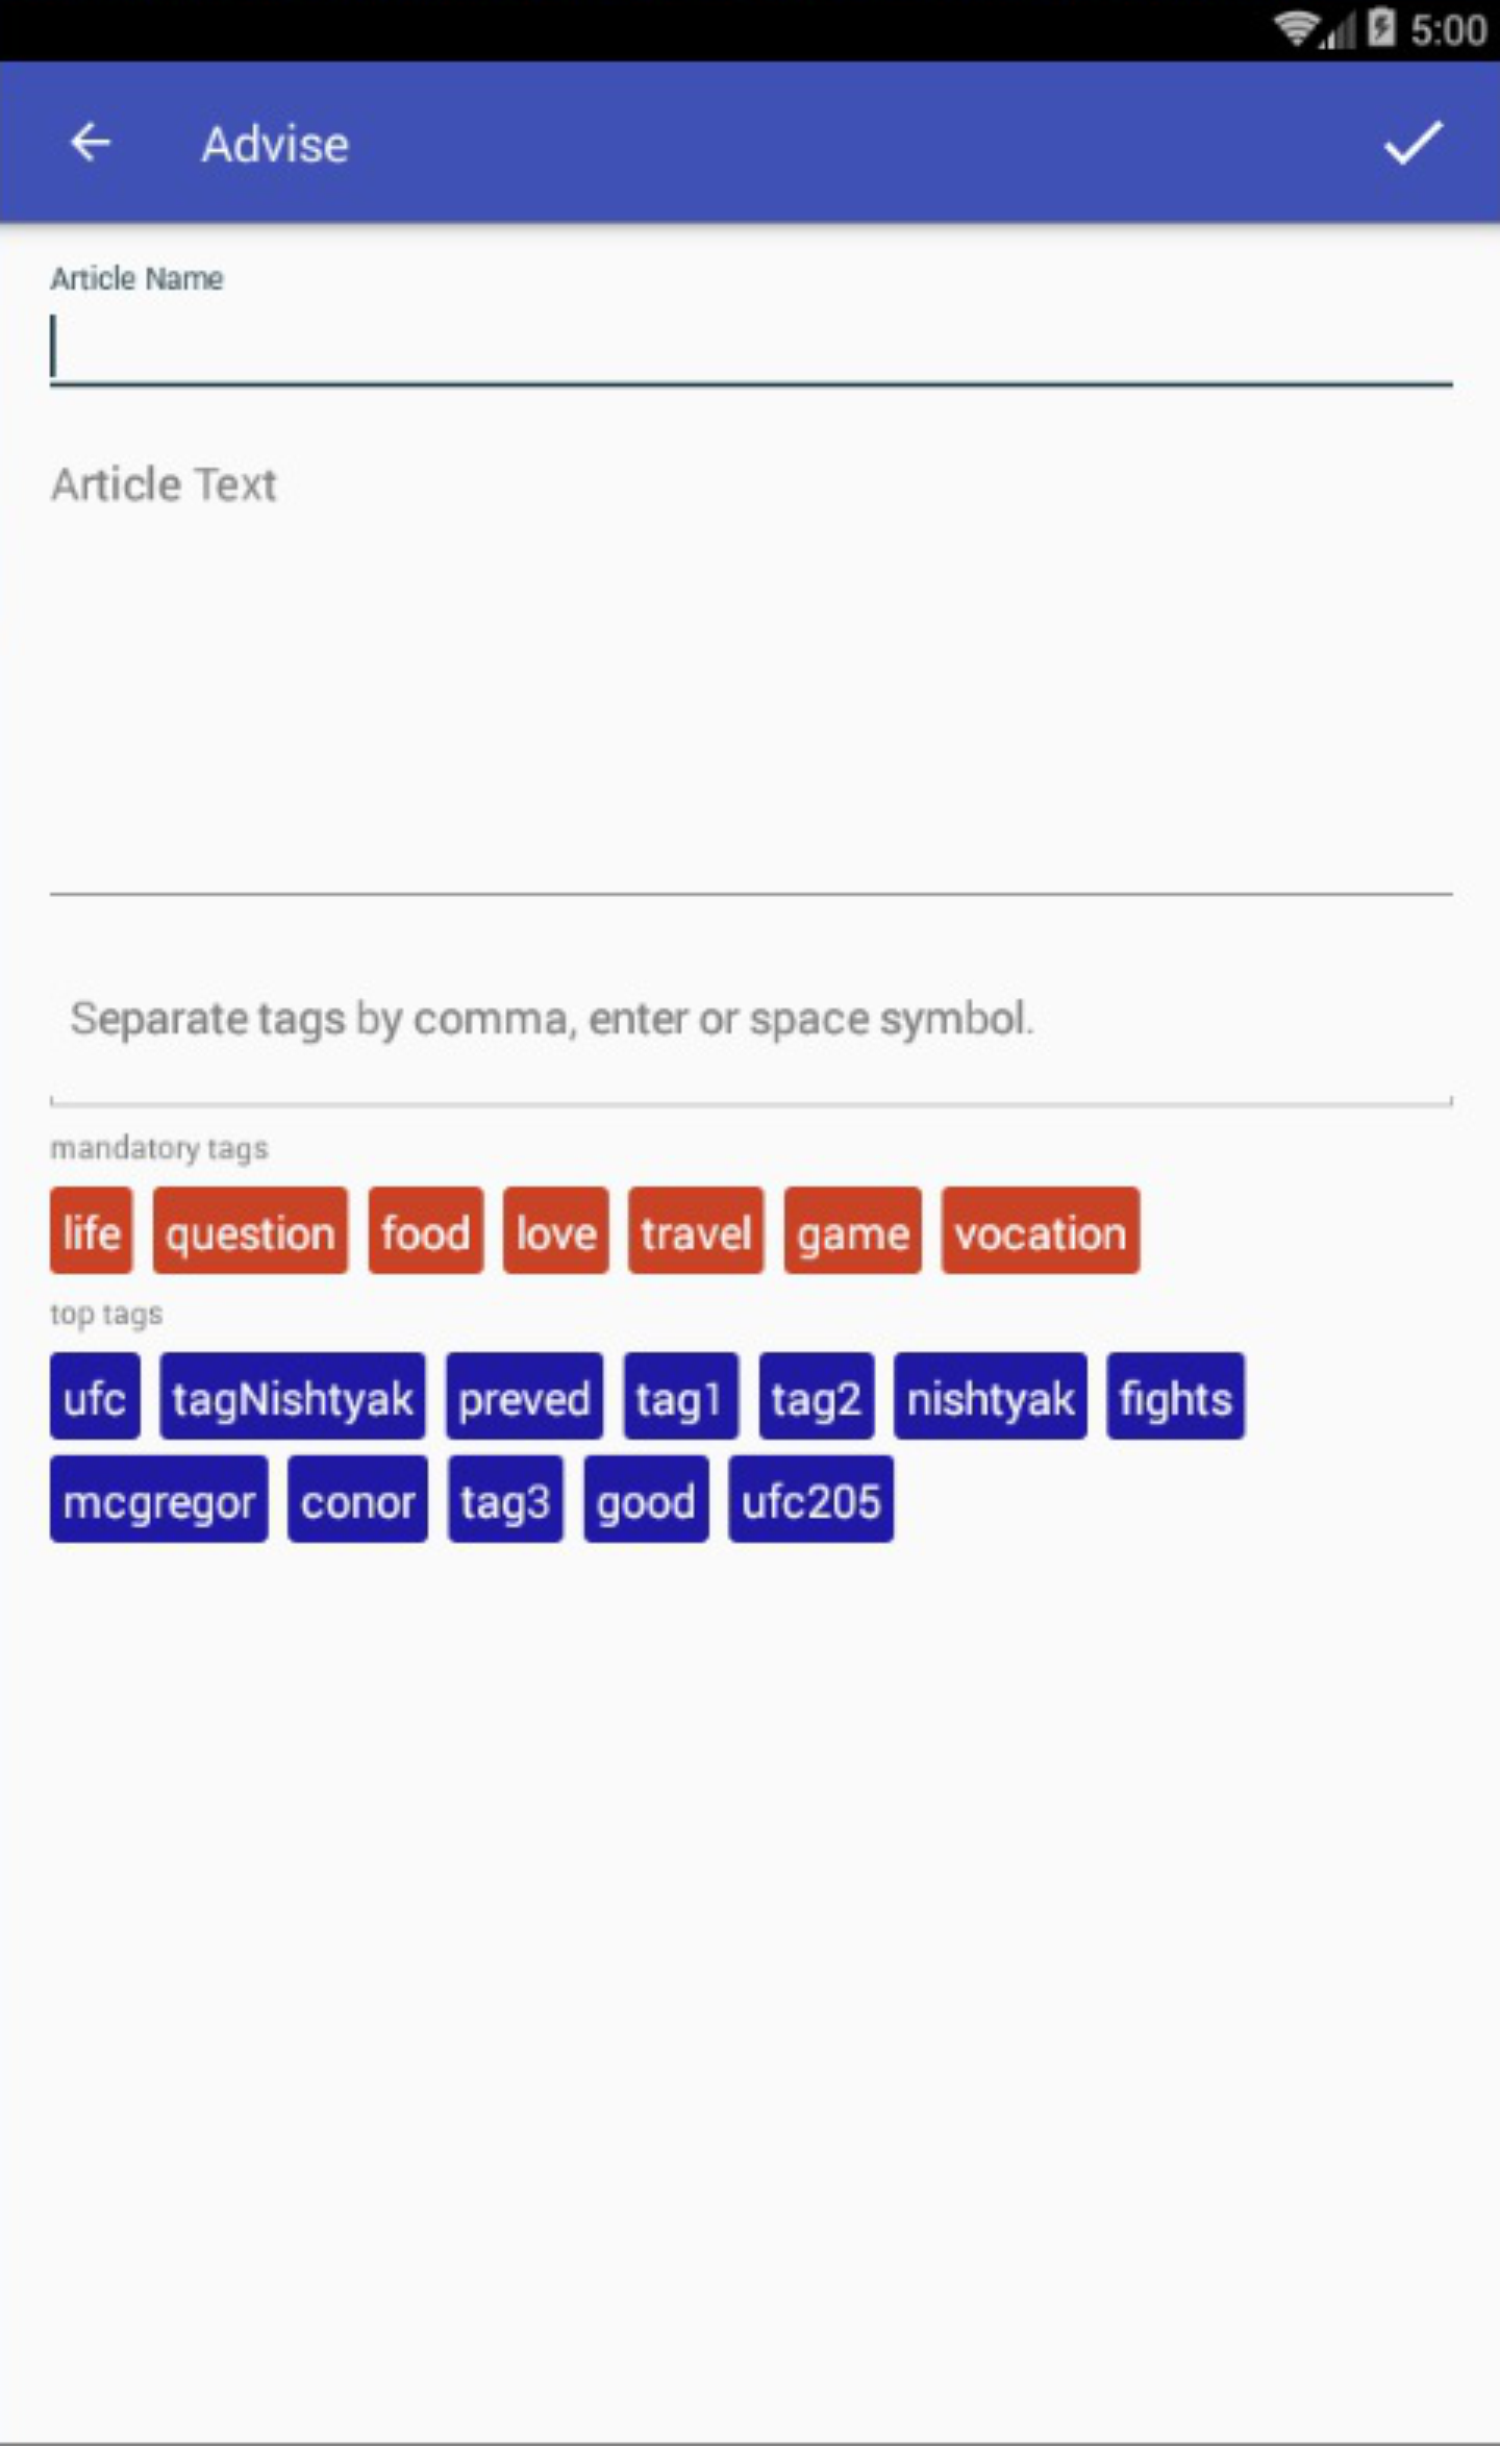 5:00
Advise
Article Name
Article Text
Separate tags by comma, enter or space symbol.
mandatory tags
life question food love travel game vocation
top tags
ufc tagNishtyak preved tag1 tag2 nishtyak fights
mcgregor conor tag3 good ufc205